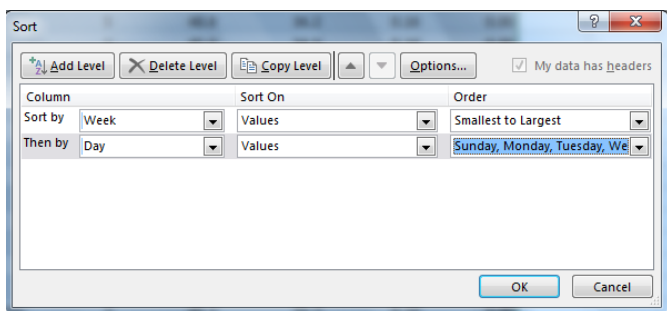 Sort
Add Level Delete Level Copy Level Options... My data has headers
Column Sort On Order
Sort by Week Values Smallest to Largest
Then by Day Values Sunday, Monday, Tuesday, We
OK Cancel